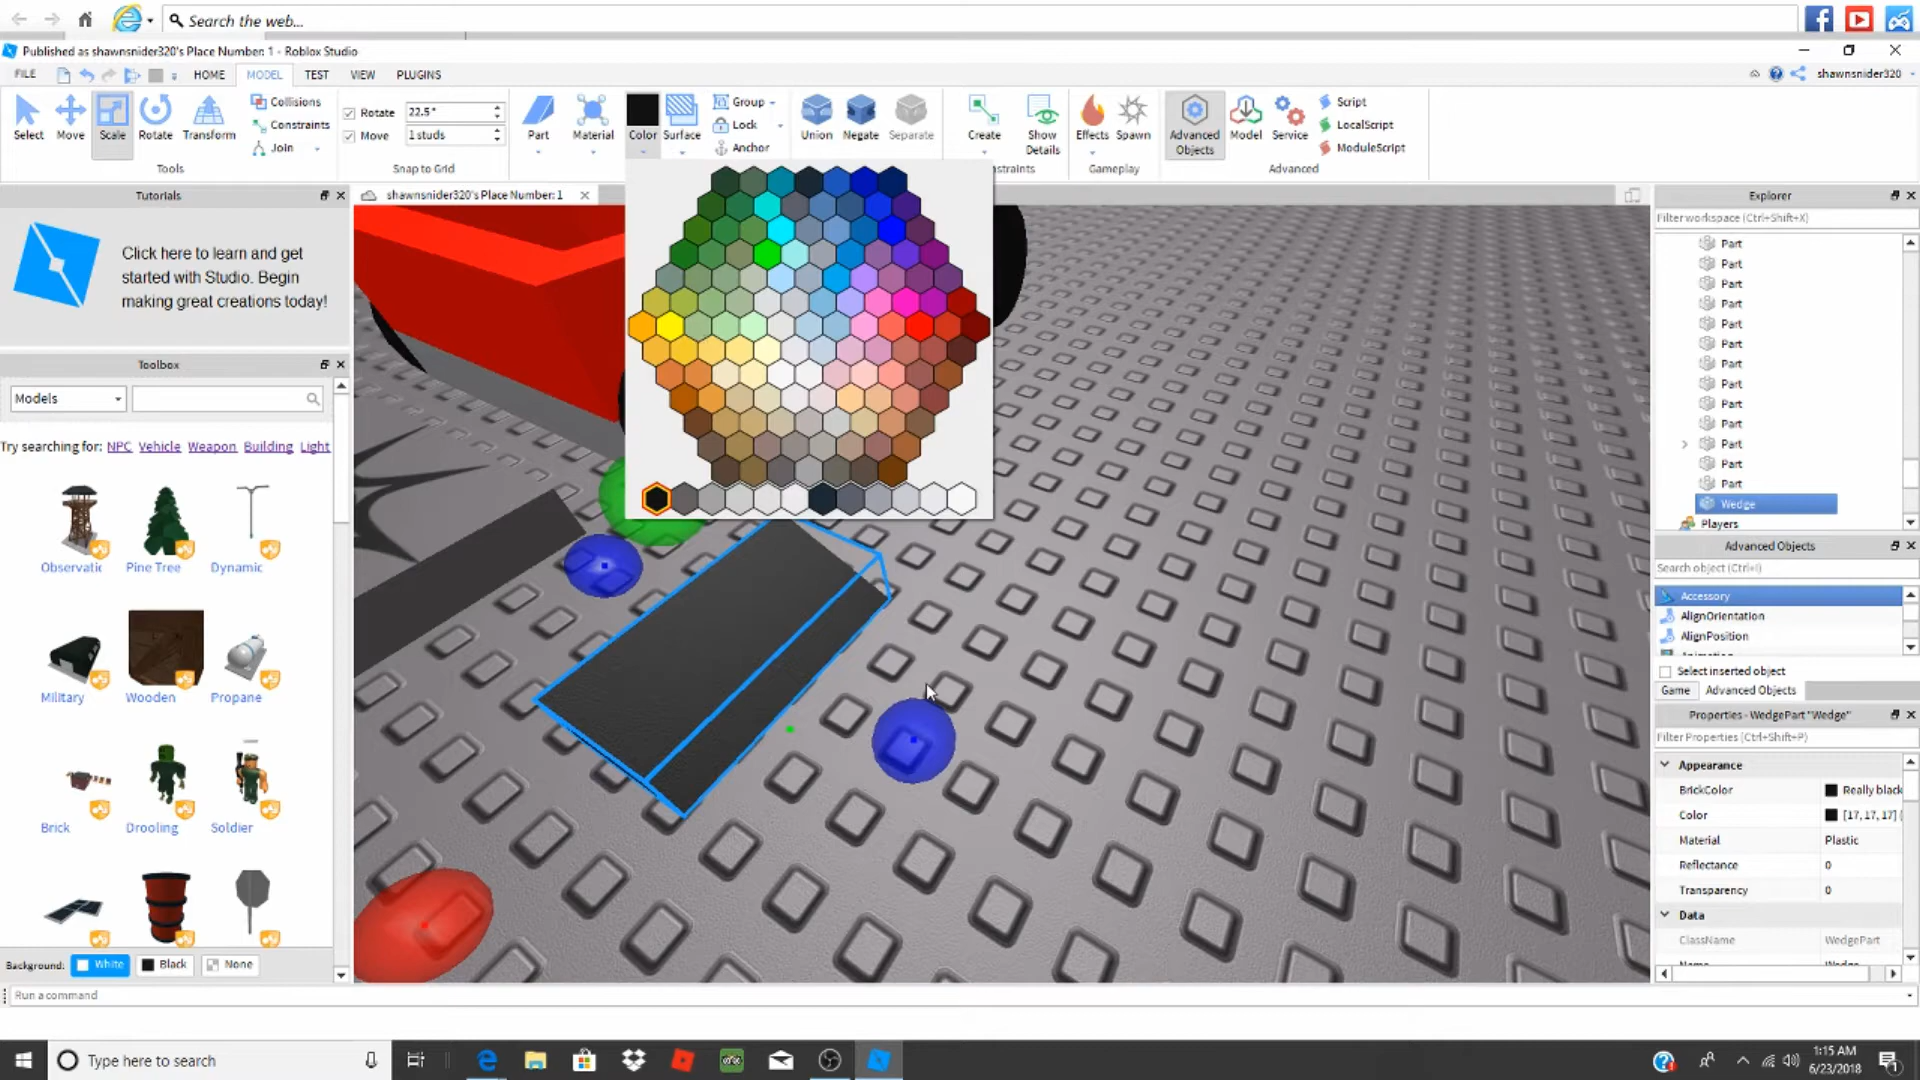 Search the web...
Published as shawnsnider320's Place Number: 1 - Roblox Studio
FILE HOME MODEL TEST VIEW PLUGINS shawnsnider320
Select Move Scale Rotate Transform
Collisions
Constraints
Join
Tools
Rotate 22.5°
Move 1 studs
Snap to Grid
Part Material Color Surface
Group
Lock
Anchor
Union Negate Separate
Create Show Details
straints
Effects Spawn
Gameplay
Advanced Objects Model Service
Script
LocalScript
ModuleScript
Advanced
Tutorials
Click here to learn and get
started with Studio. Begin
making great creations today!
Toolbox
Models
Try searching for: NPC Vehicle Weapon Building Light
Observatic Pine Tree Dynamic
Military Wooden Propane
Brick Drooling Soldier
Background: White Black None
Run a command
shawnsnider320's Place Number: 1
Explorer
Filter workspace (Ctrl+Shift+X)
Part
Part
Part
Part
Part
Part
Part
Part
Part
Part
Part
Part
Part
Wedge
Players
Advanced Objects
Search object (Ctrl+I)
Accessory
AlignOrientation
AlignPosition
Select inserted object
Game Advanced Objects
Properties - WedgePart "Wedge"
Filter Properties (Ctrl+Shift+P)
Appearance
BrickColor Really black
Color [17, 17, 17] (
Material Plastic
Reflectance 0
Transparency 0
Data
ClassName WedgePart
Type here to search
1:15 AM
6/23/2018